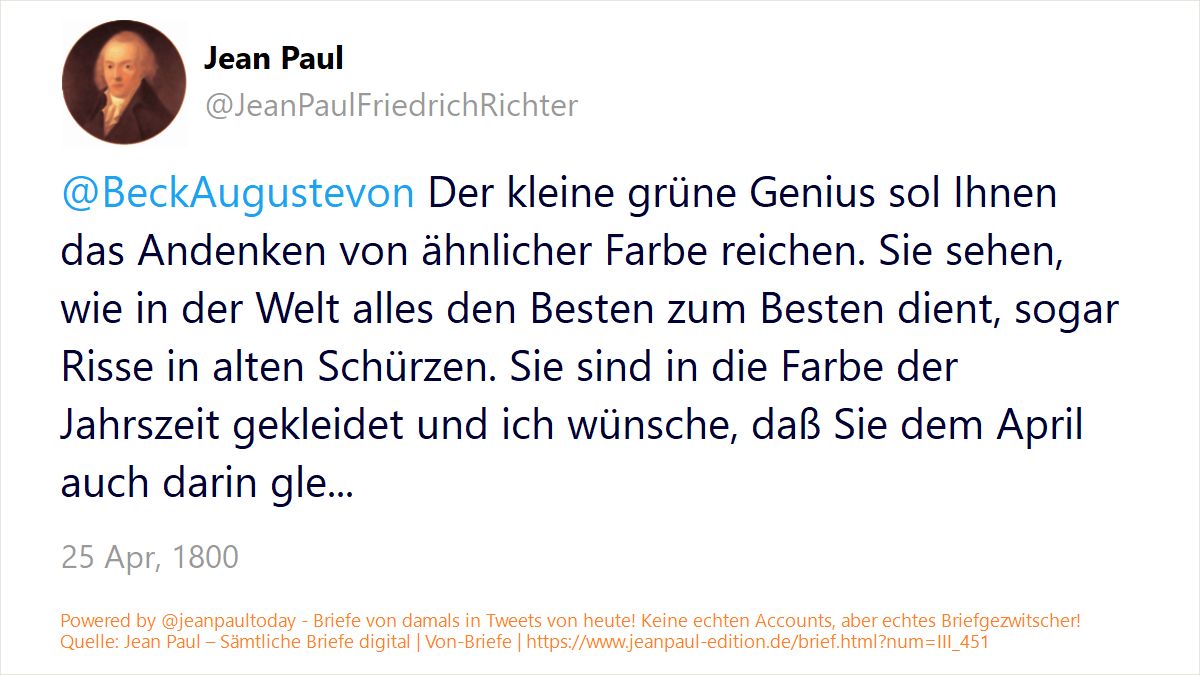 Jean Paul
@JeanPaulFriedrichRichter
@BeckAugustevon Der kleine grüne Genius sol Ihnen
das Andenken von ähnlicher Farbe reichen. Sie sehen,
wie in der Welt alles den Besten zum Besten dient, sogar
Risse in alten Schürzen. Sie sind in die Farbe der
Jahrszeit gekleidet und ich wünsche, daß Sie dem April
auch darin gle...
25 Apr, 1800
Powered by @jeanpaultoday - Briefe von damals in Tweets von heute! Keine echten Accounts, aber echtes Briefgezwitscher!
Quelle: Jean Paul – Sämtliche Briefe digital | Von-Briefe | https://www.jeanpaul-edition.de/brief.html?num=III_451